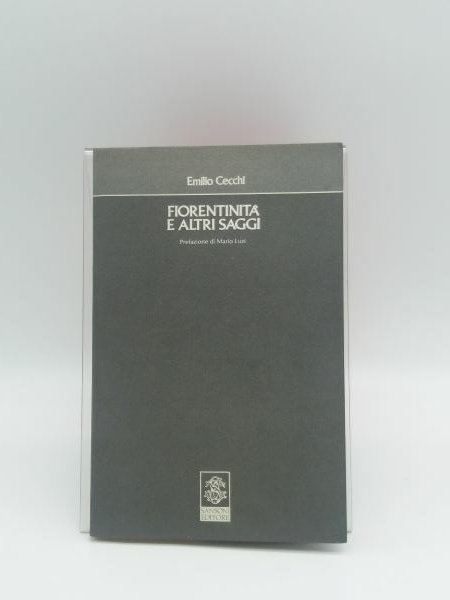 Emilio Cecchi
FIORENTINITÀ
E ALTRI SAGGI
Prefazione di Mario Luzi
SANSONI
EDITORE